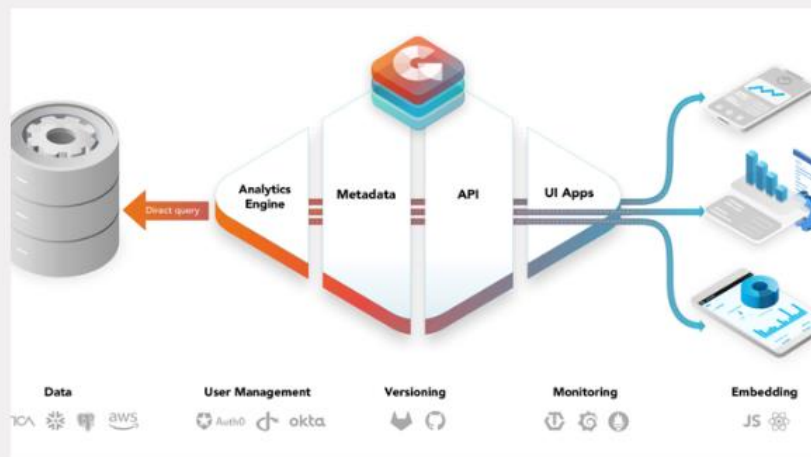 Analytics
Engine
Metadata
API
UI Apps
Direct query
Data
User Management
Versioning
Monitoring
Embedding
aws
Auth0
okta
JS